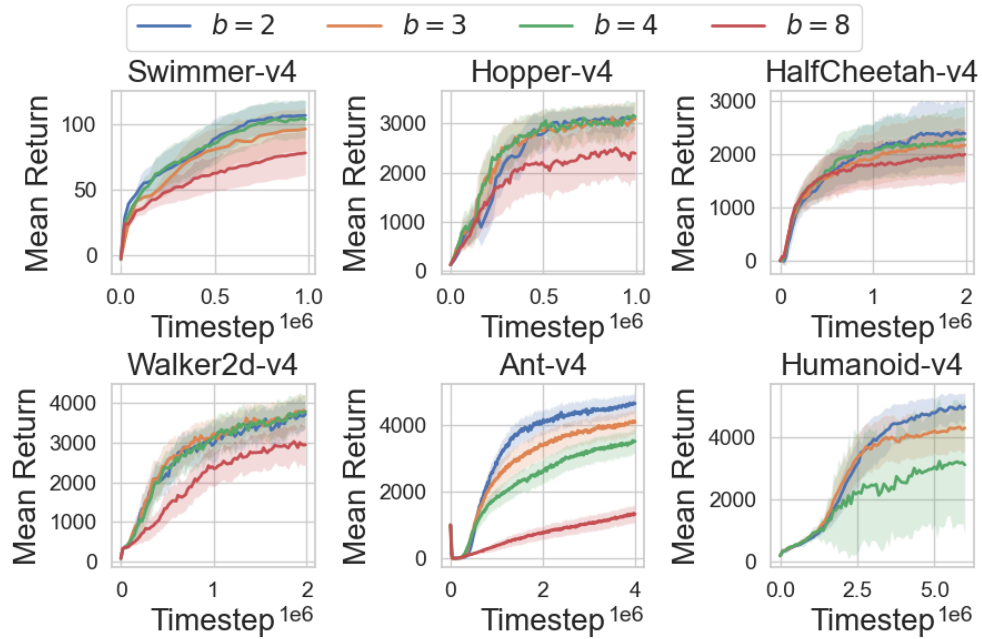 b = 2 b = 3 b = 4 b = 8
Swimmer-v4 Hopper-v4 HalfCheetah-v4
Mean Return
100
50
0
0.0 0.5 1.0
1e6
Timestep
Mean Return
3000
2000
1000
0
0.0 0.5 1.0
1e6
Timestep
Mean Return
3000
2000
1000
0
0 1 2
1e6
Timestep
Walker2d-v4 Ant-v4 Humanoid-v4
Mean Return
4000
3000
2000
1000
0
0 1 2
1e6
Timestep
Mean Return
4000
2000
0
0 2 4
1e6
Timestep
Mean Return
4000
2000
0
0.0 2.5 5.0
1e6
Timestep